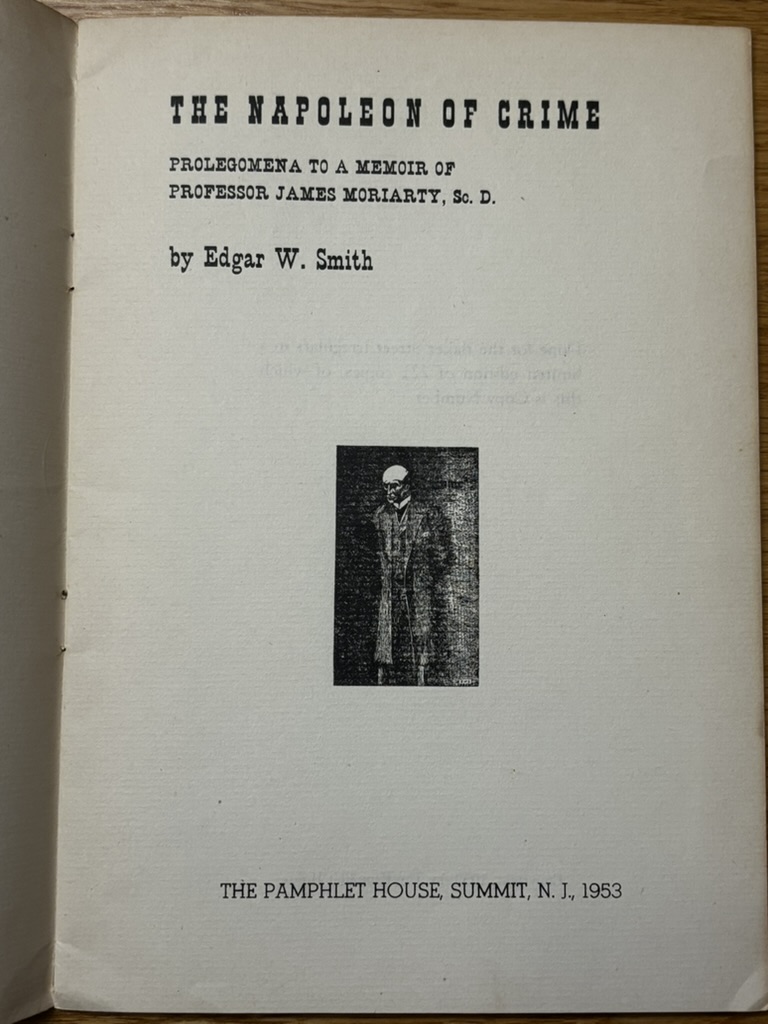 THE NAPOLEON OF CRIME
PROLEGOMENA TO A MEMOIR OF
PROFESSOR JAMES MORIARTY, Sc. D.
by Edgar W. Smith
THE PAMPHLET HOUSE, SUMMIT, N. J., 1953